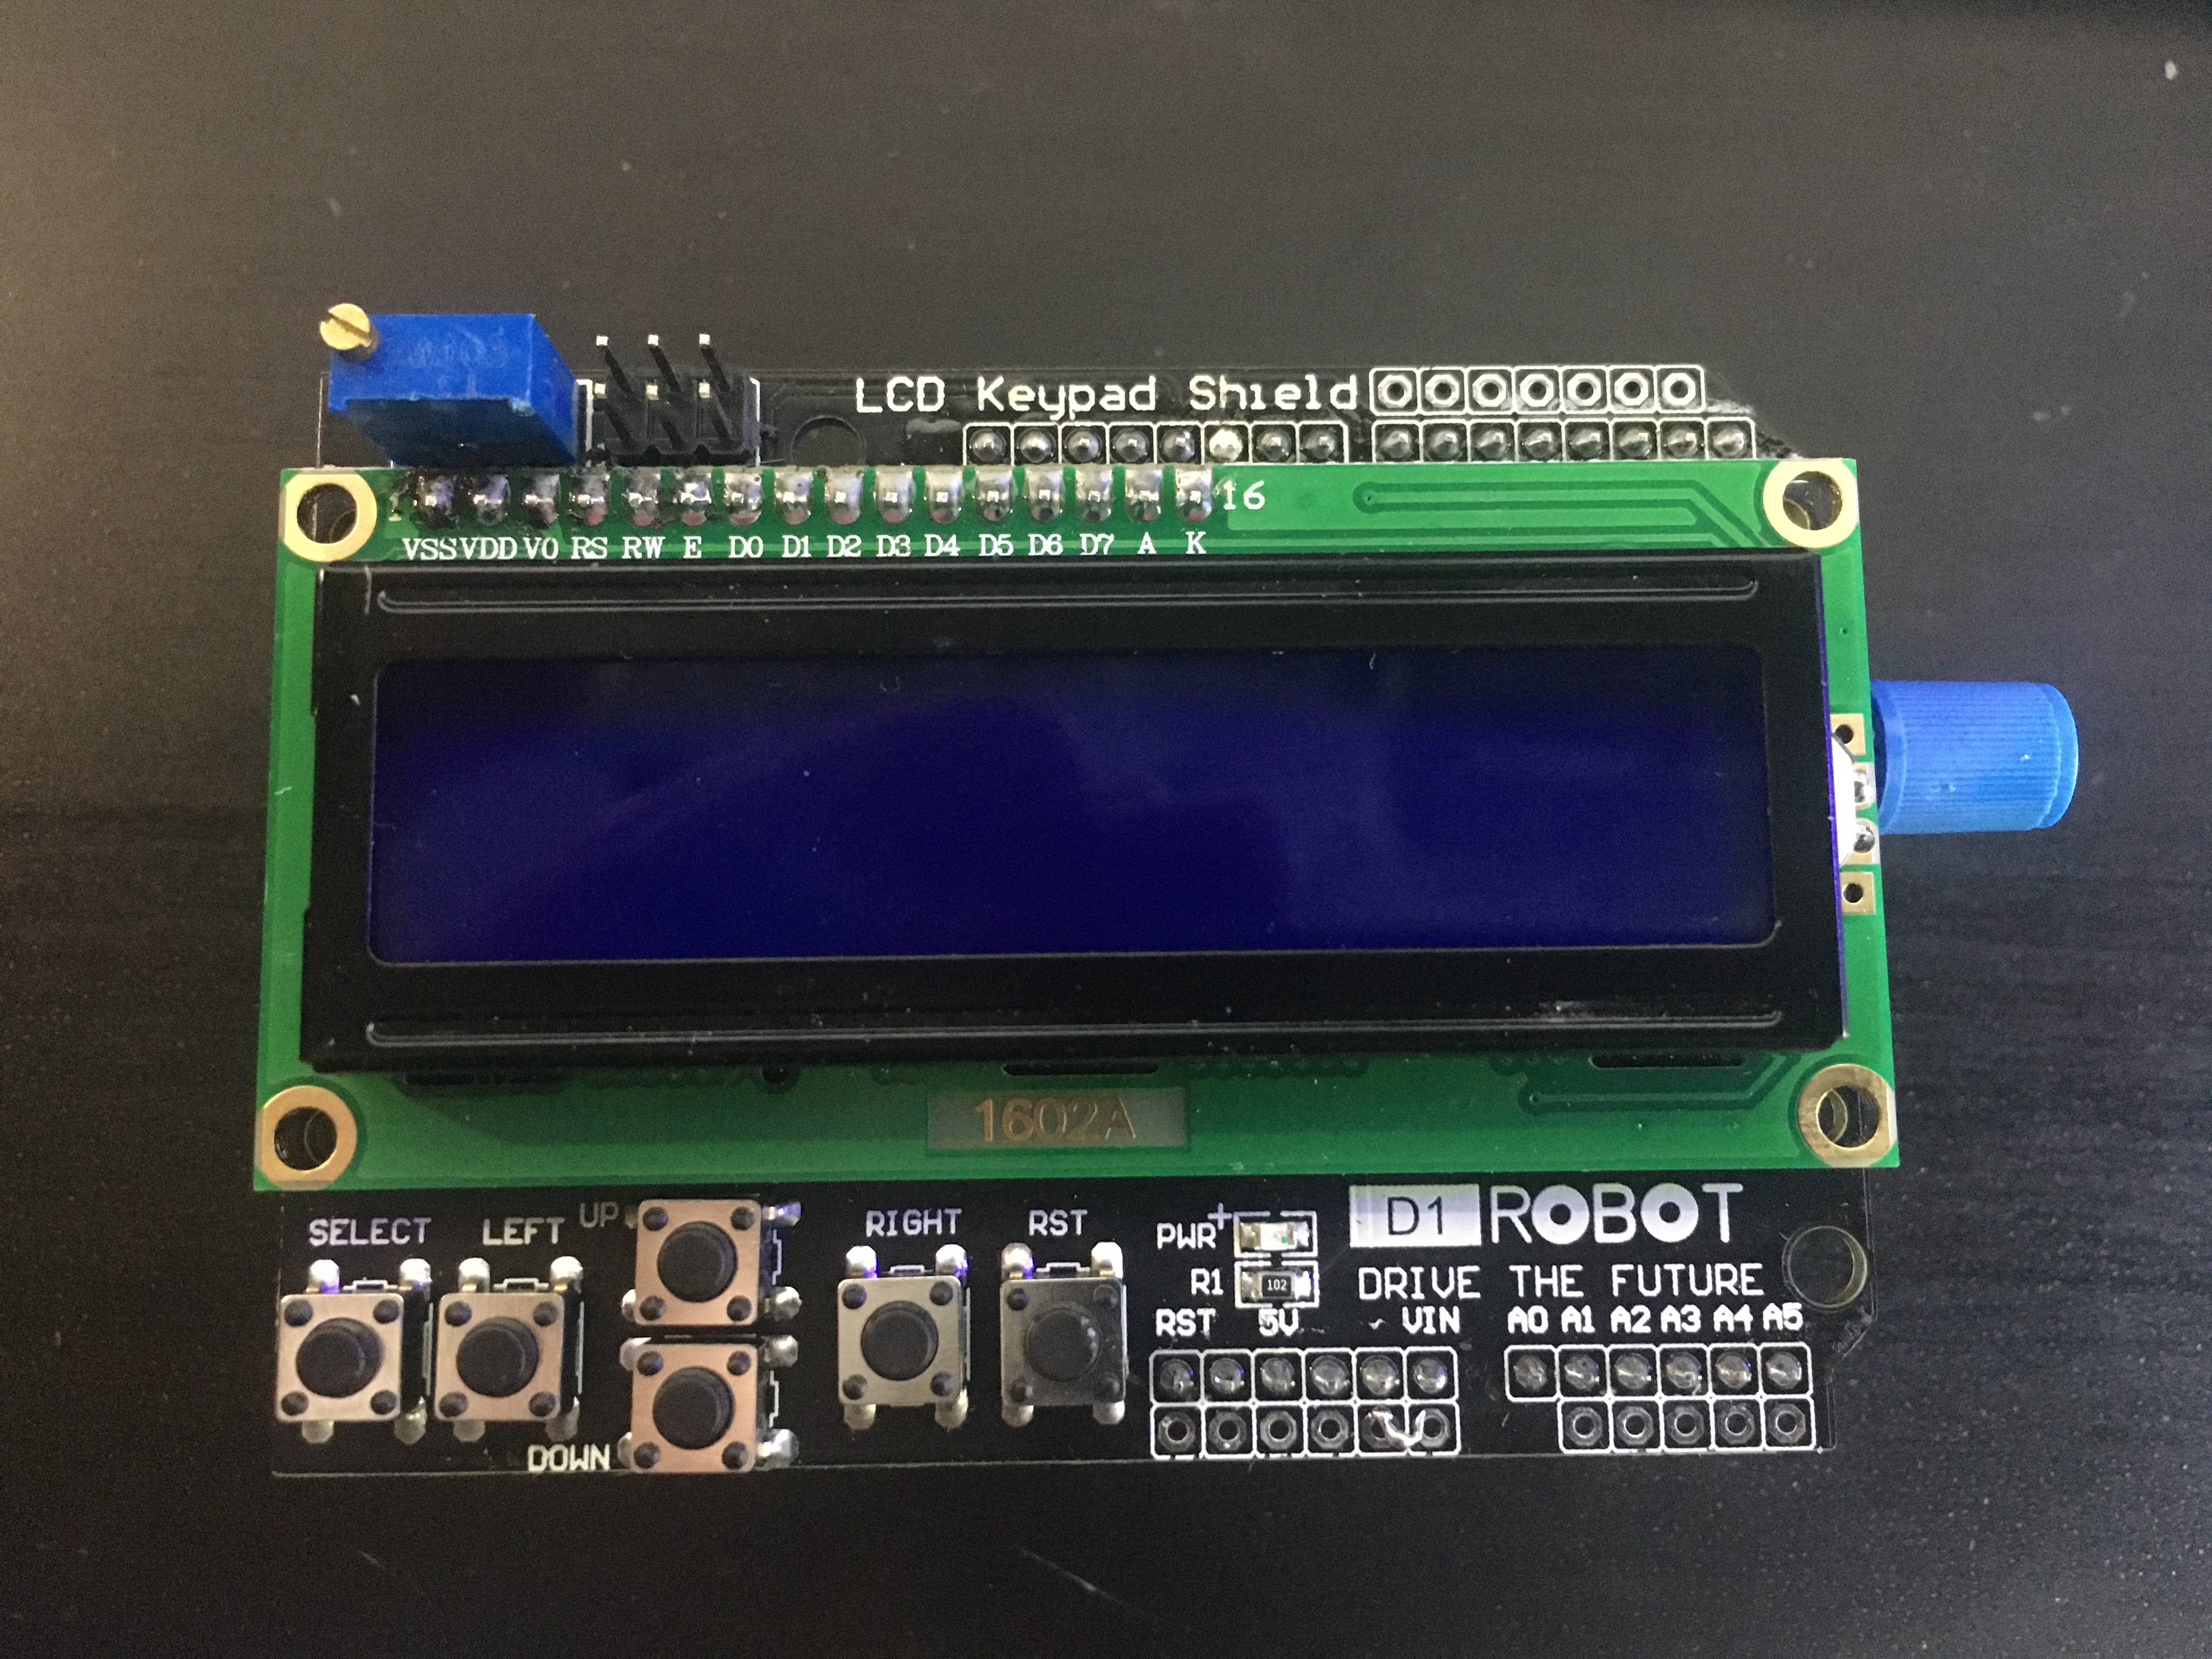 LCD Keypad Shield
1 16
VSS VDD V0 RS RW E D0 D1 D2 D3 D4 D5 D6 D7 A K
1602A
SELECT LEFT UP RIGHT RST
DOWN
PWR +
R1 102
D1 ROBOT
DRIVE THE FUTURE
RST 5V VIN A0 A1 A2 A3 A4 A5